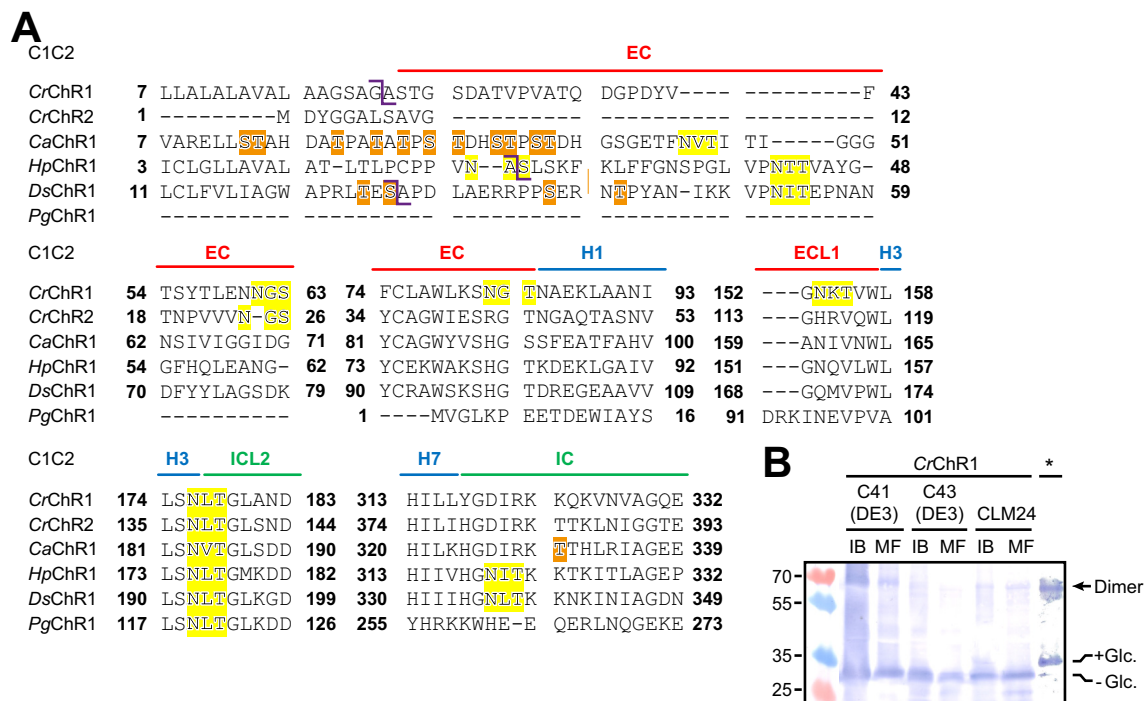 A
C1C2 EC
CrChR1 7 LLALALAVAL AAGSAGASTG SDATVPVATQ DGPDYV---- ---------F 43
CrChR2 1 ---------M DYGGALSAVG ---------- ---------- ---------- 12
CaChR1 7 VARELLSTAH DATPATATPS TDHSTPSTDH GSGETFNVTI TI-----GGG 51
HpChR1 3 ICLGLLAVAL AT-LTLPCPP VN--ASLSKF KLFFGNSPGL VPNTTVAYG- 48
DsChR1 11 LCLFVLIAGW APRLTESAPD LAERRPPSER NTPYAN-IKK VPNITEPNAN 59
PgChR1 ---------- ---------- ---------- ---------- ----------
C1C2 EC EC H1 ECL1 H3
CrChR1 54 TSYTLENNGS 63 74 FCLAWLKSNG TNAEKLAANI 93 152 ---GNKTVWL 158
CrChR2 18 TNPVVVN-GS 26 34 YCAGWIESRG TNGAQTASNV 53 113 ---GHRVQWL 119
CaChR1 62 NSIVIGGIDG 71 81 YCAGWYVSHG SSFEATFAHV 100 159 ---ANIVNWL 165
HpChR1 54 GFHQLEANG- 62 73 YCEKWAKSHG TKDEKLGAIV 92 151 ---GNQVLWL 157
DsChR1 70 DFYYLAGSDK 79 90 YCRAWSKSHG TDREGEAAVV 109 168 ---GQMVPWL 174
PgChR1 ---------- 1 ----MVGLKP EETDEWIAYS 16 91 DRKINEVPVA 101
C1C2 H3 ICL2 H7 IC
CrChR1 174 LSNLTGLAND 183 313 HILLYGDIRK KQKVNVAGQE 332
CrChR2 135 LSNLTGLSND 144 374 HILIHGDIRK TTKLNIGGTE 393
CaChR1 181 LSNVTGLSDD 190 320 HILKHGDIRK TTHLRIAGEE 339
HpChR1 173 LSNLTGMKDD 182 313 HIIVHGNITK KTKITLAGEP 332
DsChR1 190 LSNLTGLKGD 199 330 HIIIHGNLTK KNKINIAGDN 349
PgChR1 117 LSNLTGLKDD 126 255 YHRKKWHE-E QERLNQGEKE 273
B
CrChR1 *
C41 (DE3) C43 (DE3) CLM24
IB MF IB MF IB MF
70
55
35
25
Dimer
+Glc.
-Glc.